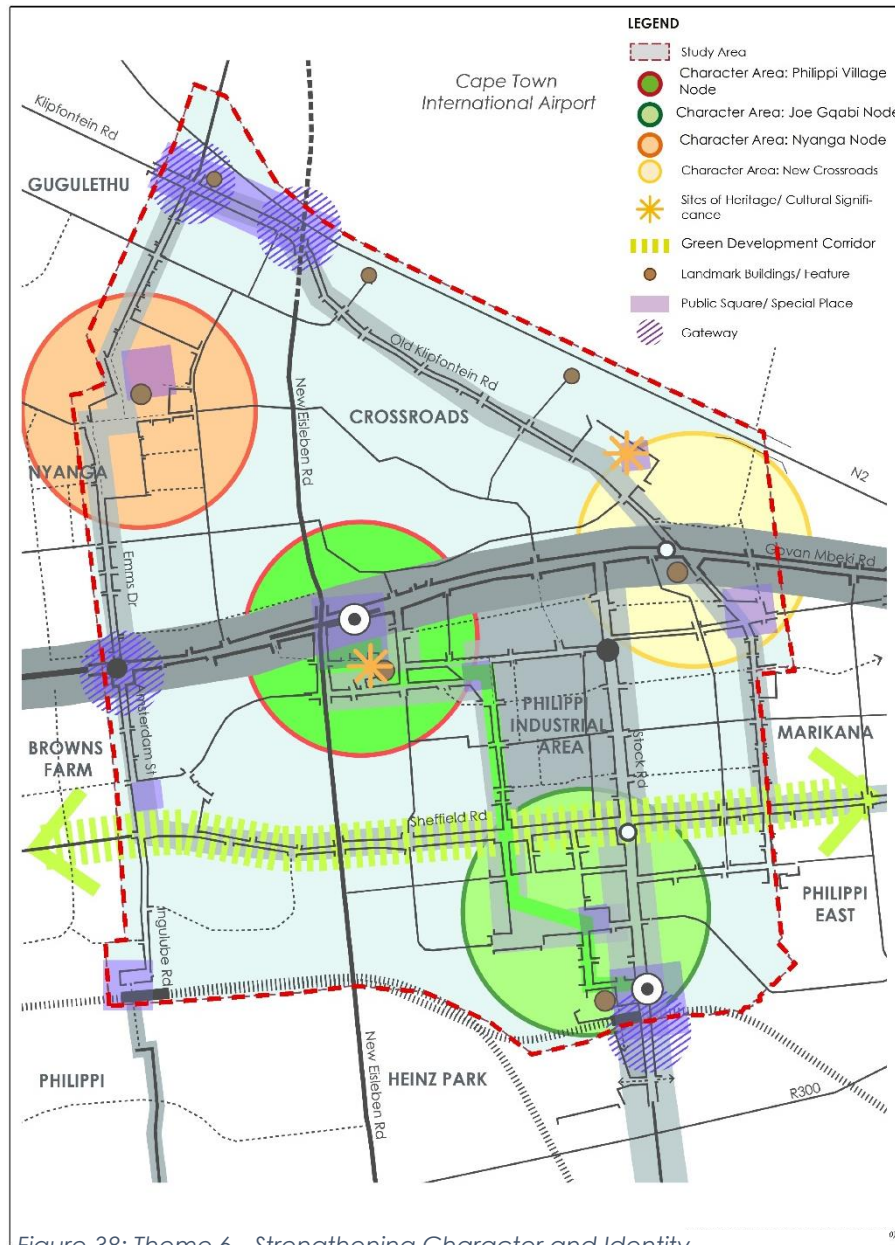 LEGEND
Study Area
Character Area: Philippi Village
Node
Character Area: Joe Gqabi Node
Character Area: Nyanga Node
Character Area: New Crossroads
Sites of Heritage/ Cultural Signifi-
cance
Green Development Corridor
Landmark Buildings/ Feature
Public Square/ Special Place
Gateway
Cape Town
International Airport
Klipfontein Rd
GUGULETHU
Old Klipfontein Rd
New Eisleben Rd
CROSSROADS
NYANGA
N2
Govan Mbeki Rd
Emms Dr
Amsterdam St
PHILIPPI
INDUSTRIAL
AREA
Stock Rd
BROWNS
FARM
MARIKANA
Sheffield Rd
PHILIPPI
EAST
Ingulube Rd
New Eisleben Rd
PHILIPPI
HEINZ PARK
R300
Figure 38: Theme 6 - Strengthening Character and Identity